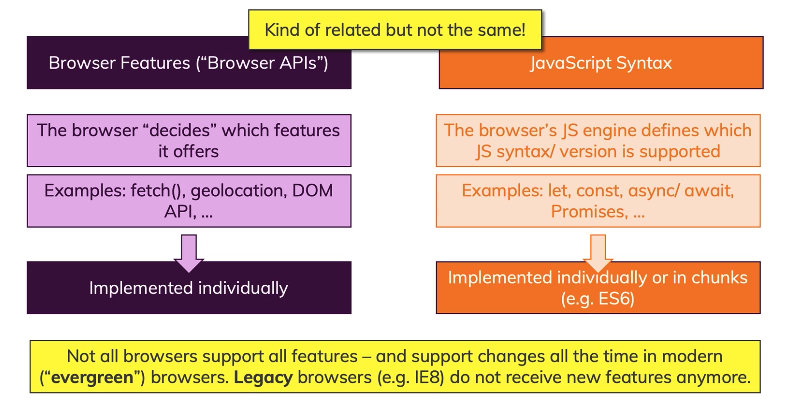 Kind of related but not the same!
Browser Features (“Browser APIs”)
JavaScript Syntax
The browser “decides” which features
it offers
The browser’s JS engine defines which
JS syntax/ version is supported
Examples: fetch(), geolocation, DOM
API, ...
Examples: let, const, async/ await,
Promises, ...
Implemented individually
Implemented individually or in chunks
(e.g. ES6)
Not all browsers support all features – and support changes all the time in modern
(“evergreen”) browsers. Legacy browsers (e.g. IE8) do not receive new features anymore.